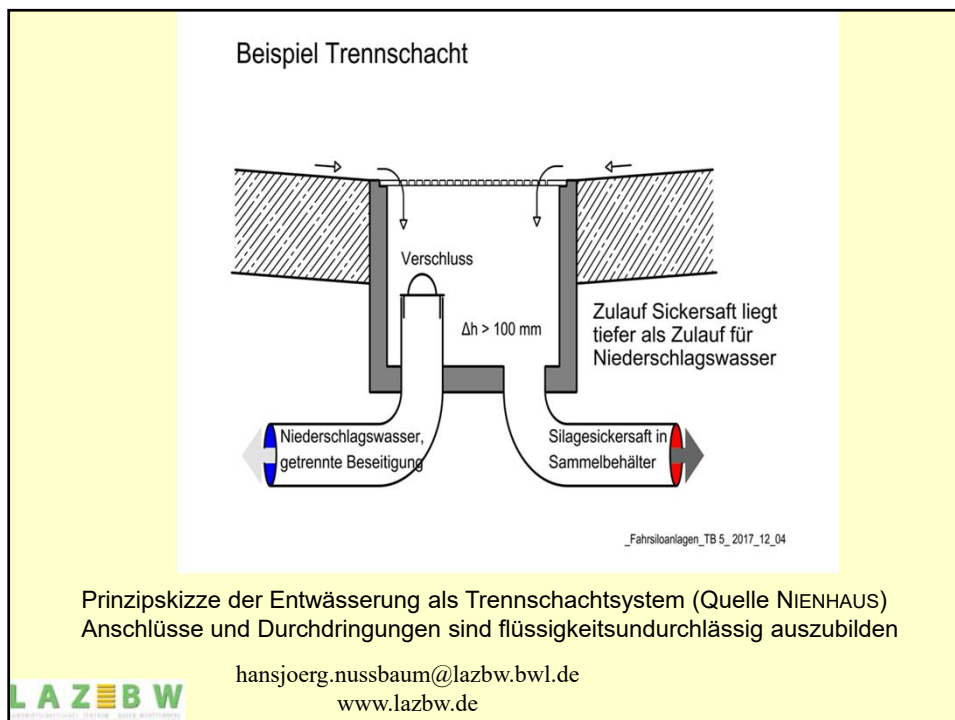 Beispiel Trennschacht
Verschluss
Δh > 100 mm
Zulauf Sickersaft liegt
tiefer als Zulauf für
Niederschlagswasser
Niederschlagswasser,
getrennte Beseitigung
Silagesickersaft in
Sammelbehälter
_Fahrsiloanlagen_TB 5_ 2017_12_04
Prinzipskizze der Entwässerung als Trennschachtsystem (Quelle NIENHAUS)
Anschlüsse und Durchdringungen sind flüssigkeitsundurchlässig auszubilden
hansjoerg.nussbaum@lazbw.bwl.de
www.lazbw.de
LAZBW